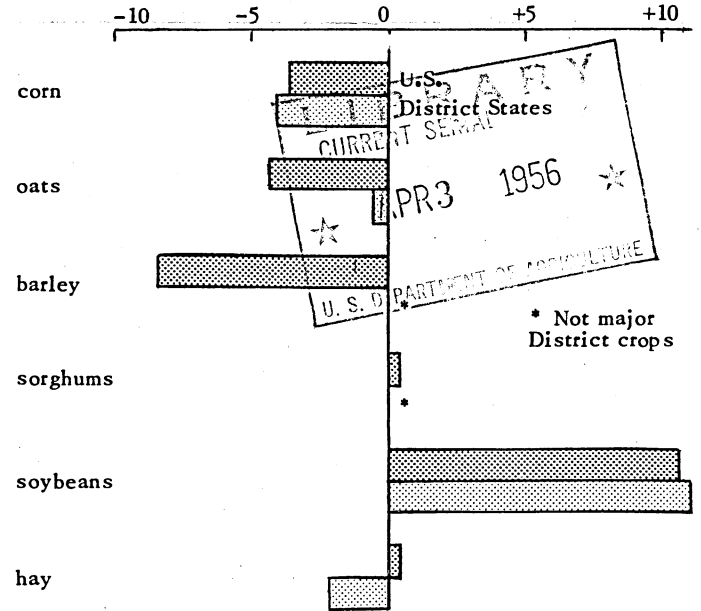 -10 -5 0 +5 +10
corn
U.S.
District States
LIBRARY
CURRENT SERIAL
oats
APR 3 1956
barley
U. S. DEPARTMENT OF AGRICULTURE
*
* Not major
District crops
sorghums
*
soybeans
hay